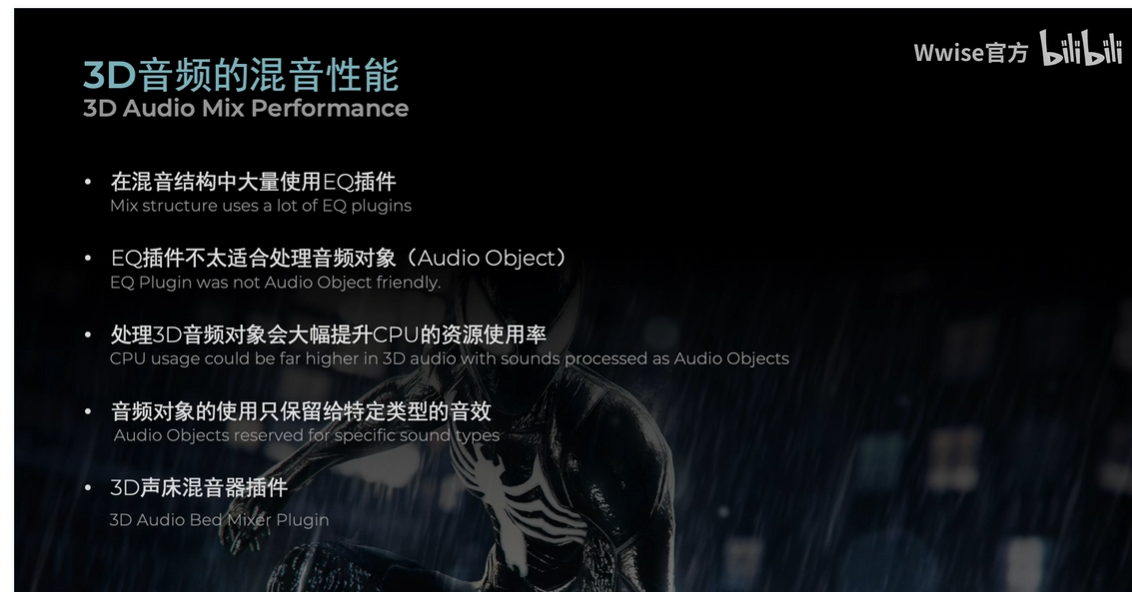 Wwise官方 bilibili
3D音频的混音性能
3D Audio Mix Performance
• 在混音结构中大量使用EQ插件
Mix structure uses a lot of EQ plugins
• EQ插件不太适合处理音频对象（Audio Object）
EQ Plugin was not Audio Object friendly.
• 处理3D音频对象会大幅提升CPU的资源使用率
CPU usage could be far higher in 3D audio with sounds processed as Audio Objects
• 音频对象的使用只保留给特定类型的音效
Audio Objects reserved for specific sound types
• 3D声床混音器插件
3D Audio Bed Mixer Plugin